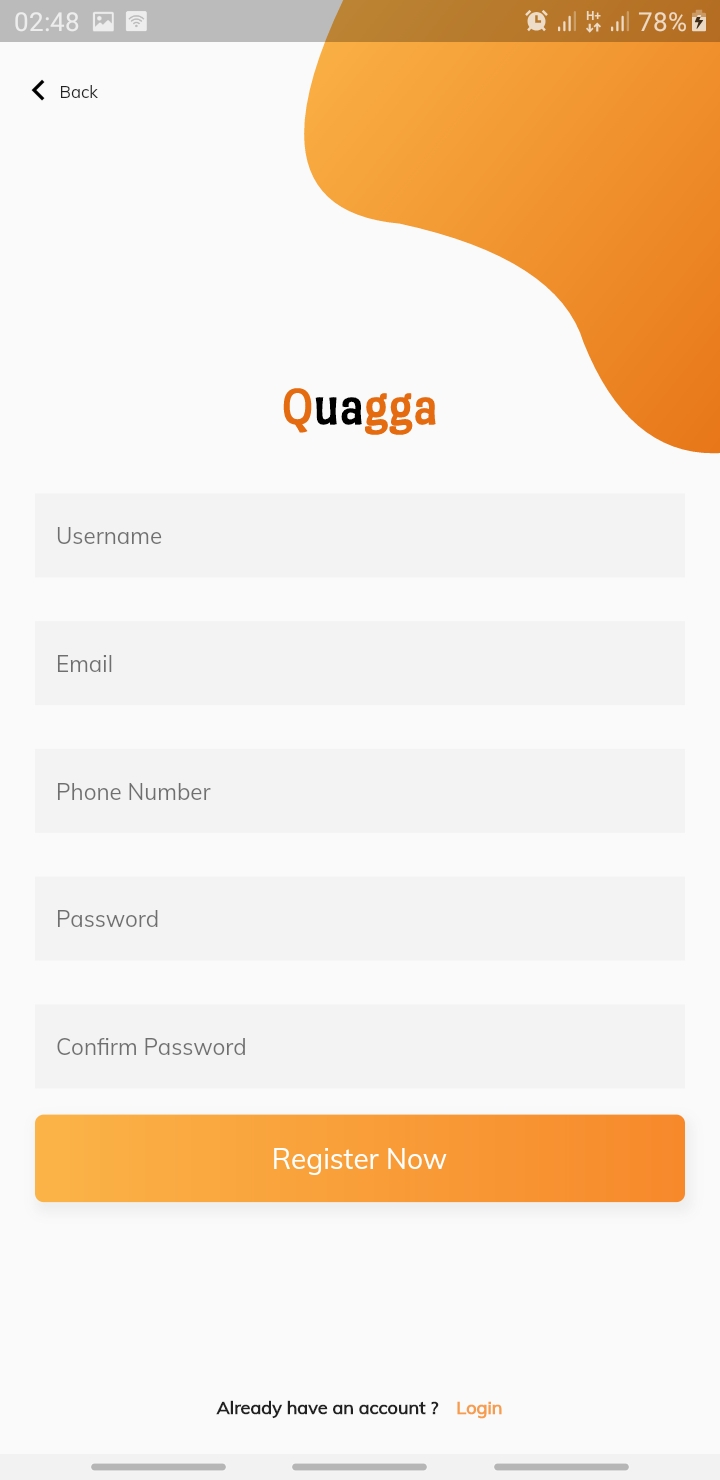 02:48 H+ 78%
Back
Quagga
Username
Email
Phone Number
Password
Confirm Password
Register Now
Already have an account ? Login